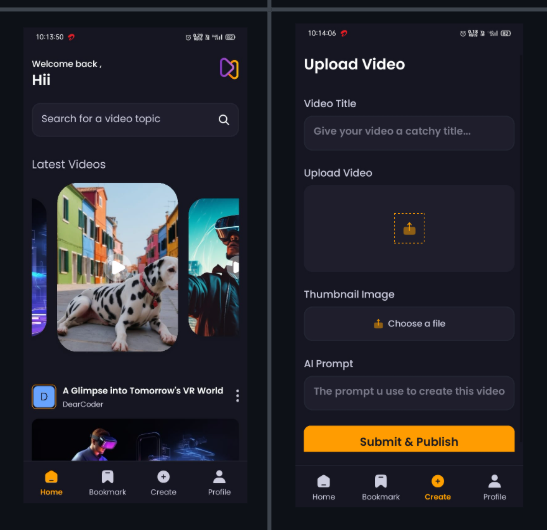 10:13:50
Welcome back ,
Hii
Search for a video topic
Latest Videos
D
A Glimpse into Tomorrow's VR World
DearCoder
Home
Bookmark
Create
Profile
10:14:06
Upload Video
Video Title
Give your video a catchy title...
Upload Video
Thumbnail Image
Choose a file
AI Prompt
The prompt u use to create this video
Submit & Publish
Home
Bookmark
Create
Profile